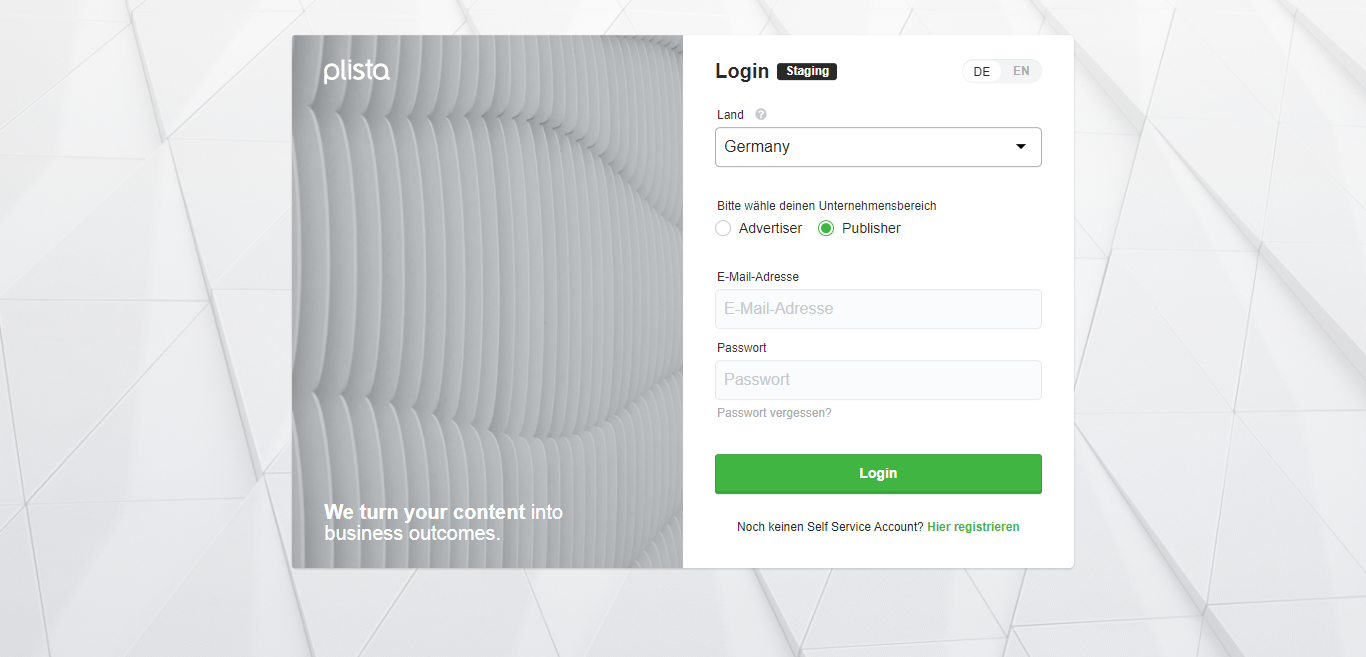 plista
We turn your content into
business outcomes.
Login Staging
DE EN
Land ?
Germany
Bitte wähle deinen Unternehmensbereich
Advertiser Publisher
E-Mail-Adresse
E-Mail-Adresse
Passwort
Passwort
Passwort vergessen?
Login
Noch keinen Self Service Account? Hier registrieren